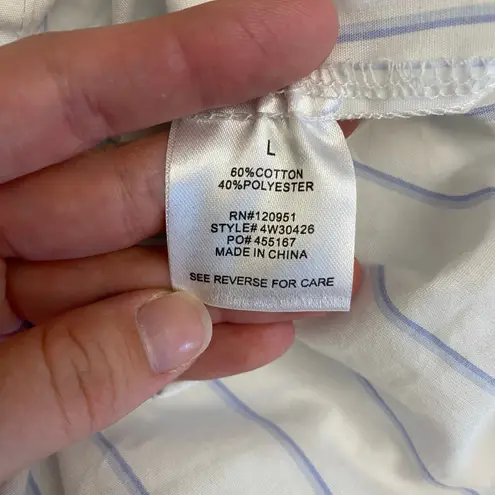 L
60%COTTON
40%POLYESTER
RN#120951
STYLE# 4W30426
PO# 455167
MADE IN CHINA
SEE REVERSE FOR CARE